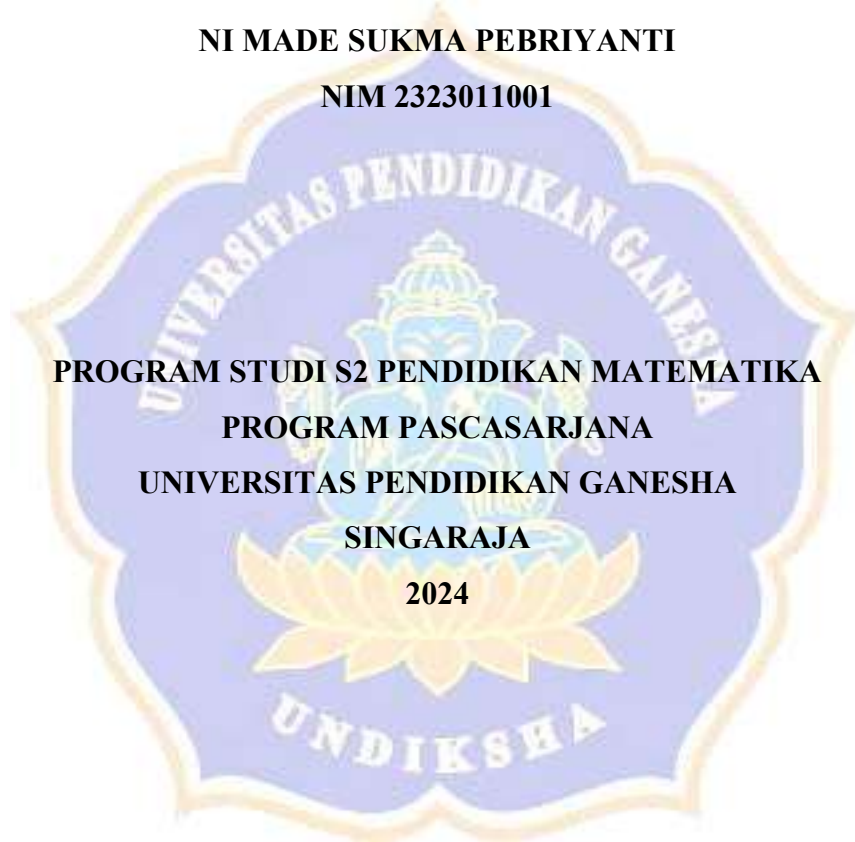 NI MADE SUKMA PEBRIYANTI
NIM 2323011001
UNIVERSITAS PENDIDIKAN GANESHA
PROGRAM STUDI S2 PENDIDIKAN MATEMATIKA
PROGRAM PASCASARJANA
UNIVERSITAS PENDIDIKAN GANESHA
SINGARAJA
2024
UNDIKSHA